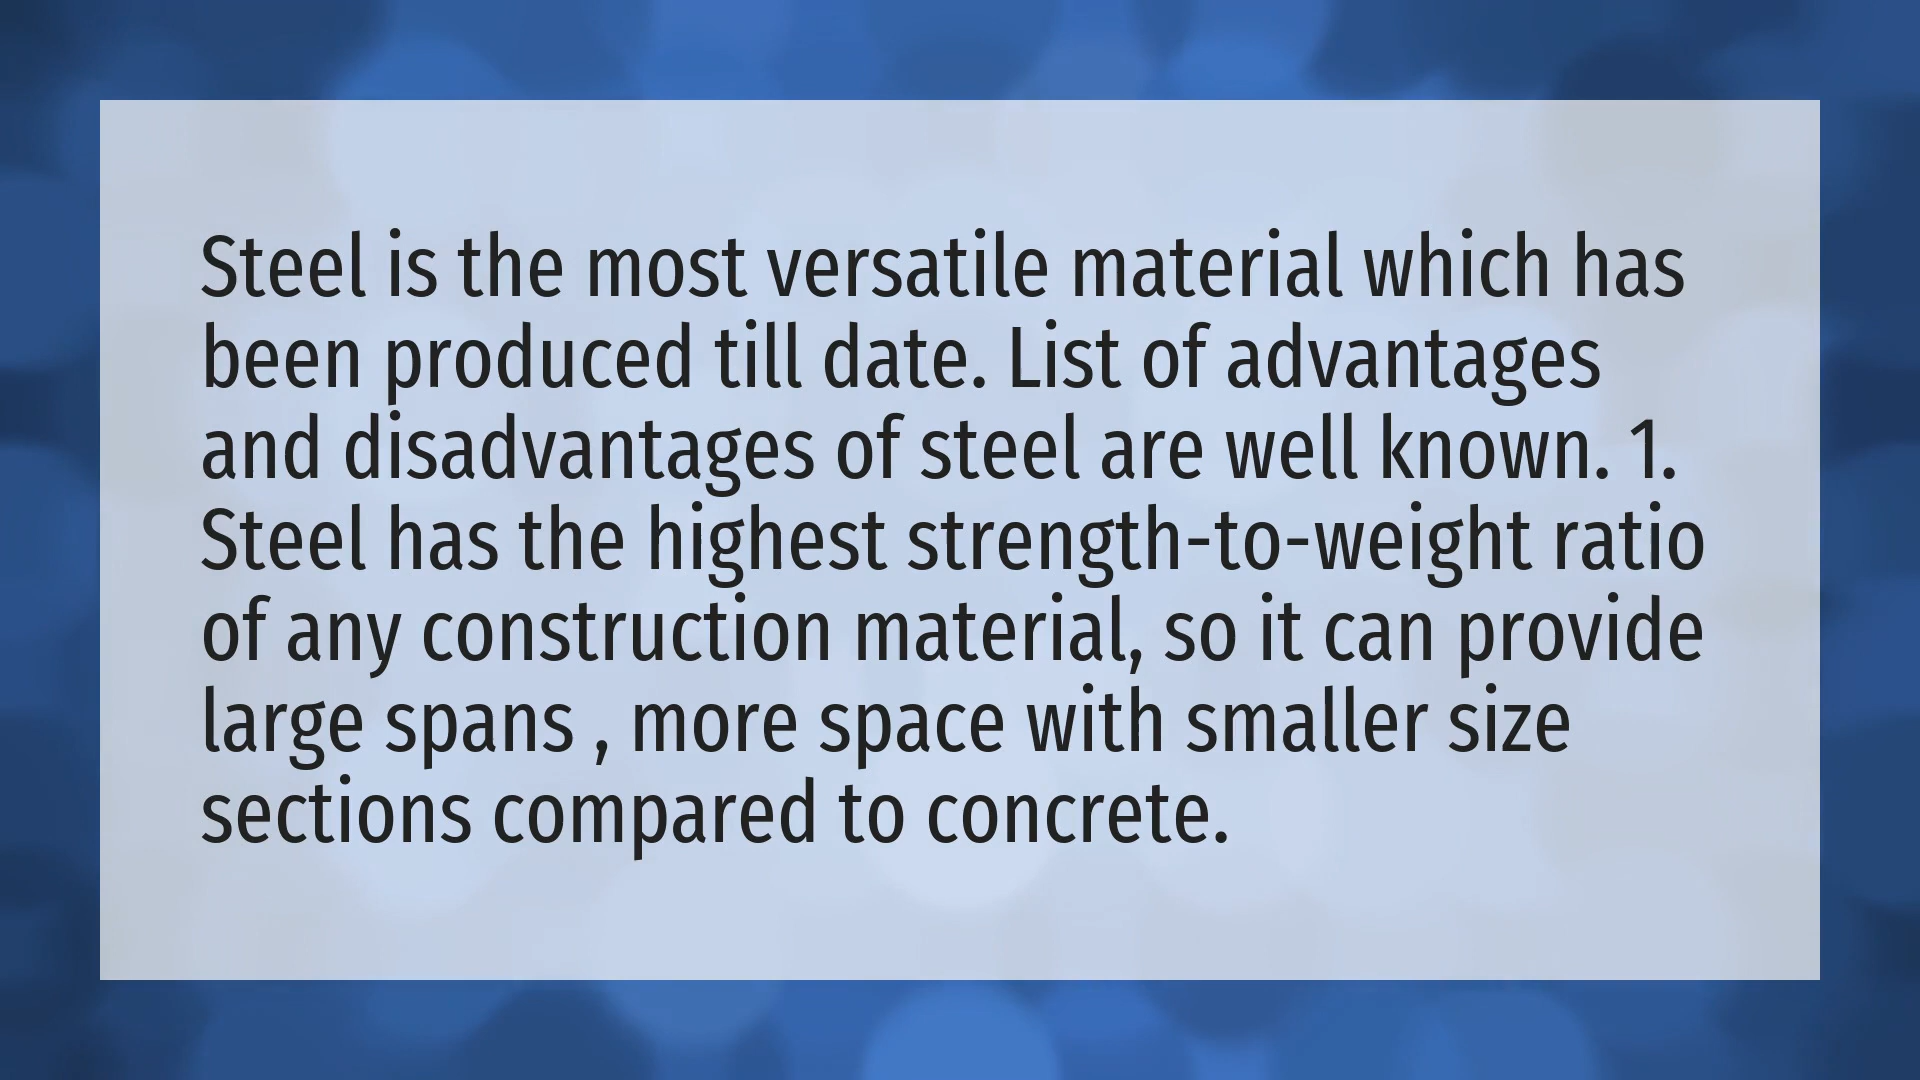 Steel is the most versatile material which has
been produced till date. List of advantages
and disadvantages of steel are well known. 1.
Steel has the highest strength-to-weight ratio
of any construction material, so it can provide
large spans , more space with smaller size
sections compared to concrete.